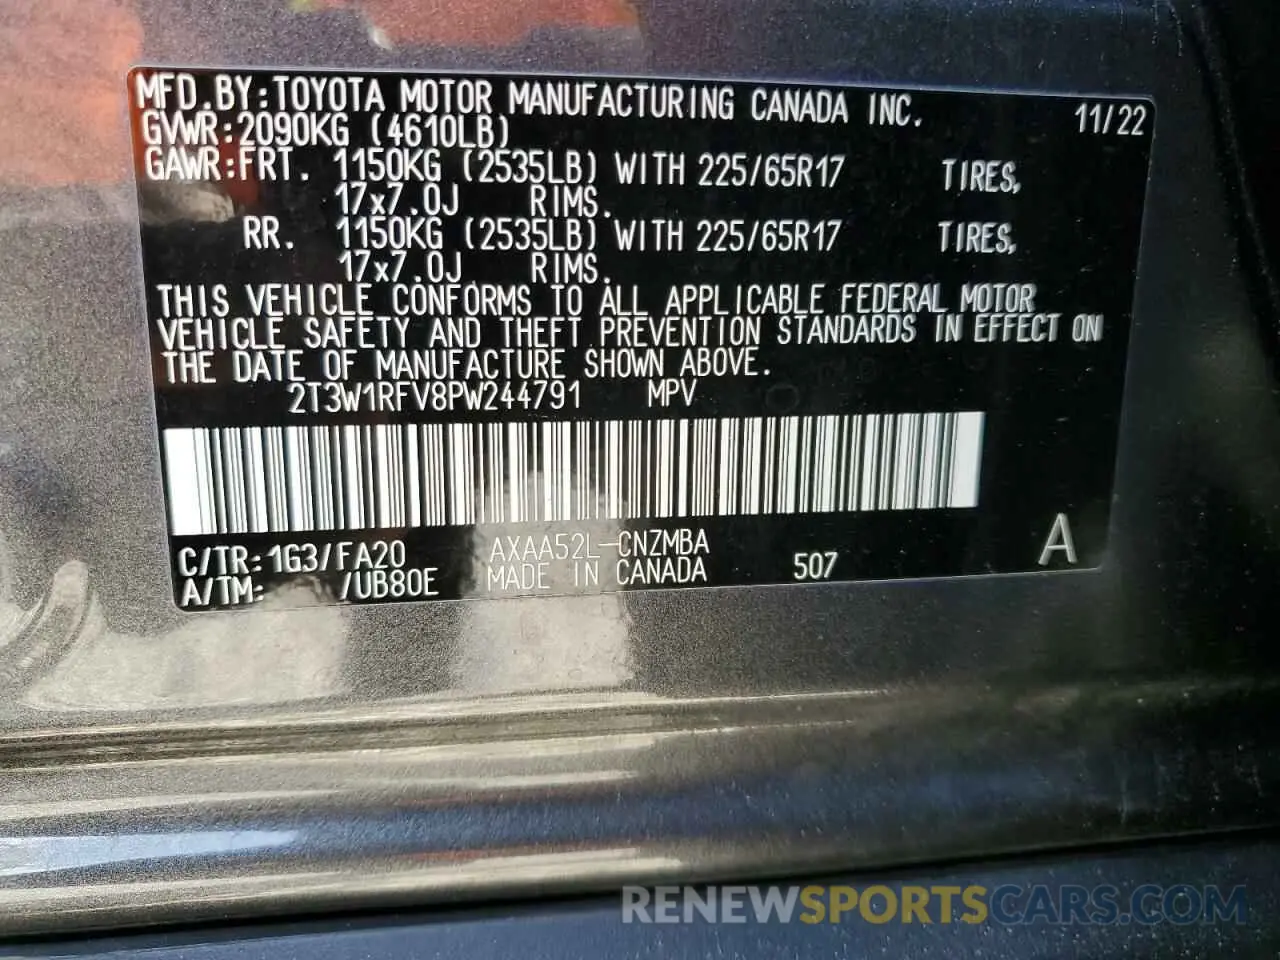 MFD.BY:TOYOTA MOTOR MANUFACTURING CANADA INC. 11/22
GVWR:2090KG (4610LB)
GAWR:FRT. 1150KG (2535LB) WITH 225/65R17 TIRES,
17x7.0J RIMS.
RR. 1150KG (2535LB) WITH 225/65R17 TIRES,
17x7.0J RIMS.
THIS VEHICLE CONFORMS TO ALL APPLICABLE FEDERAL MOTOR
VEHICLE SAFETY AND THEFT PREVENTION STANDARDS IN EFFECT ON
THE DATE OF MANUFACTURE SHOWN ABOVE.
2T3W1RFV8PW244791 MPV
C/TR:1G3/FA20 AXAA52L-CNZMBA
A/TM: /UB80E MADE IN CANADA 507 A
RENEWSPORTSCARS.COM